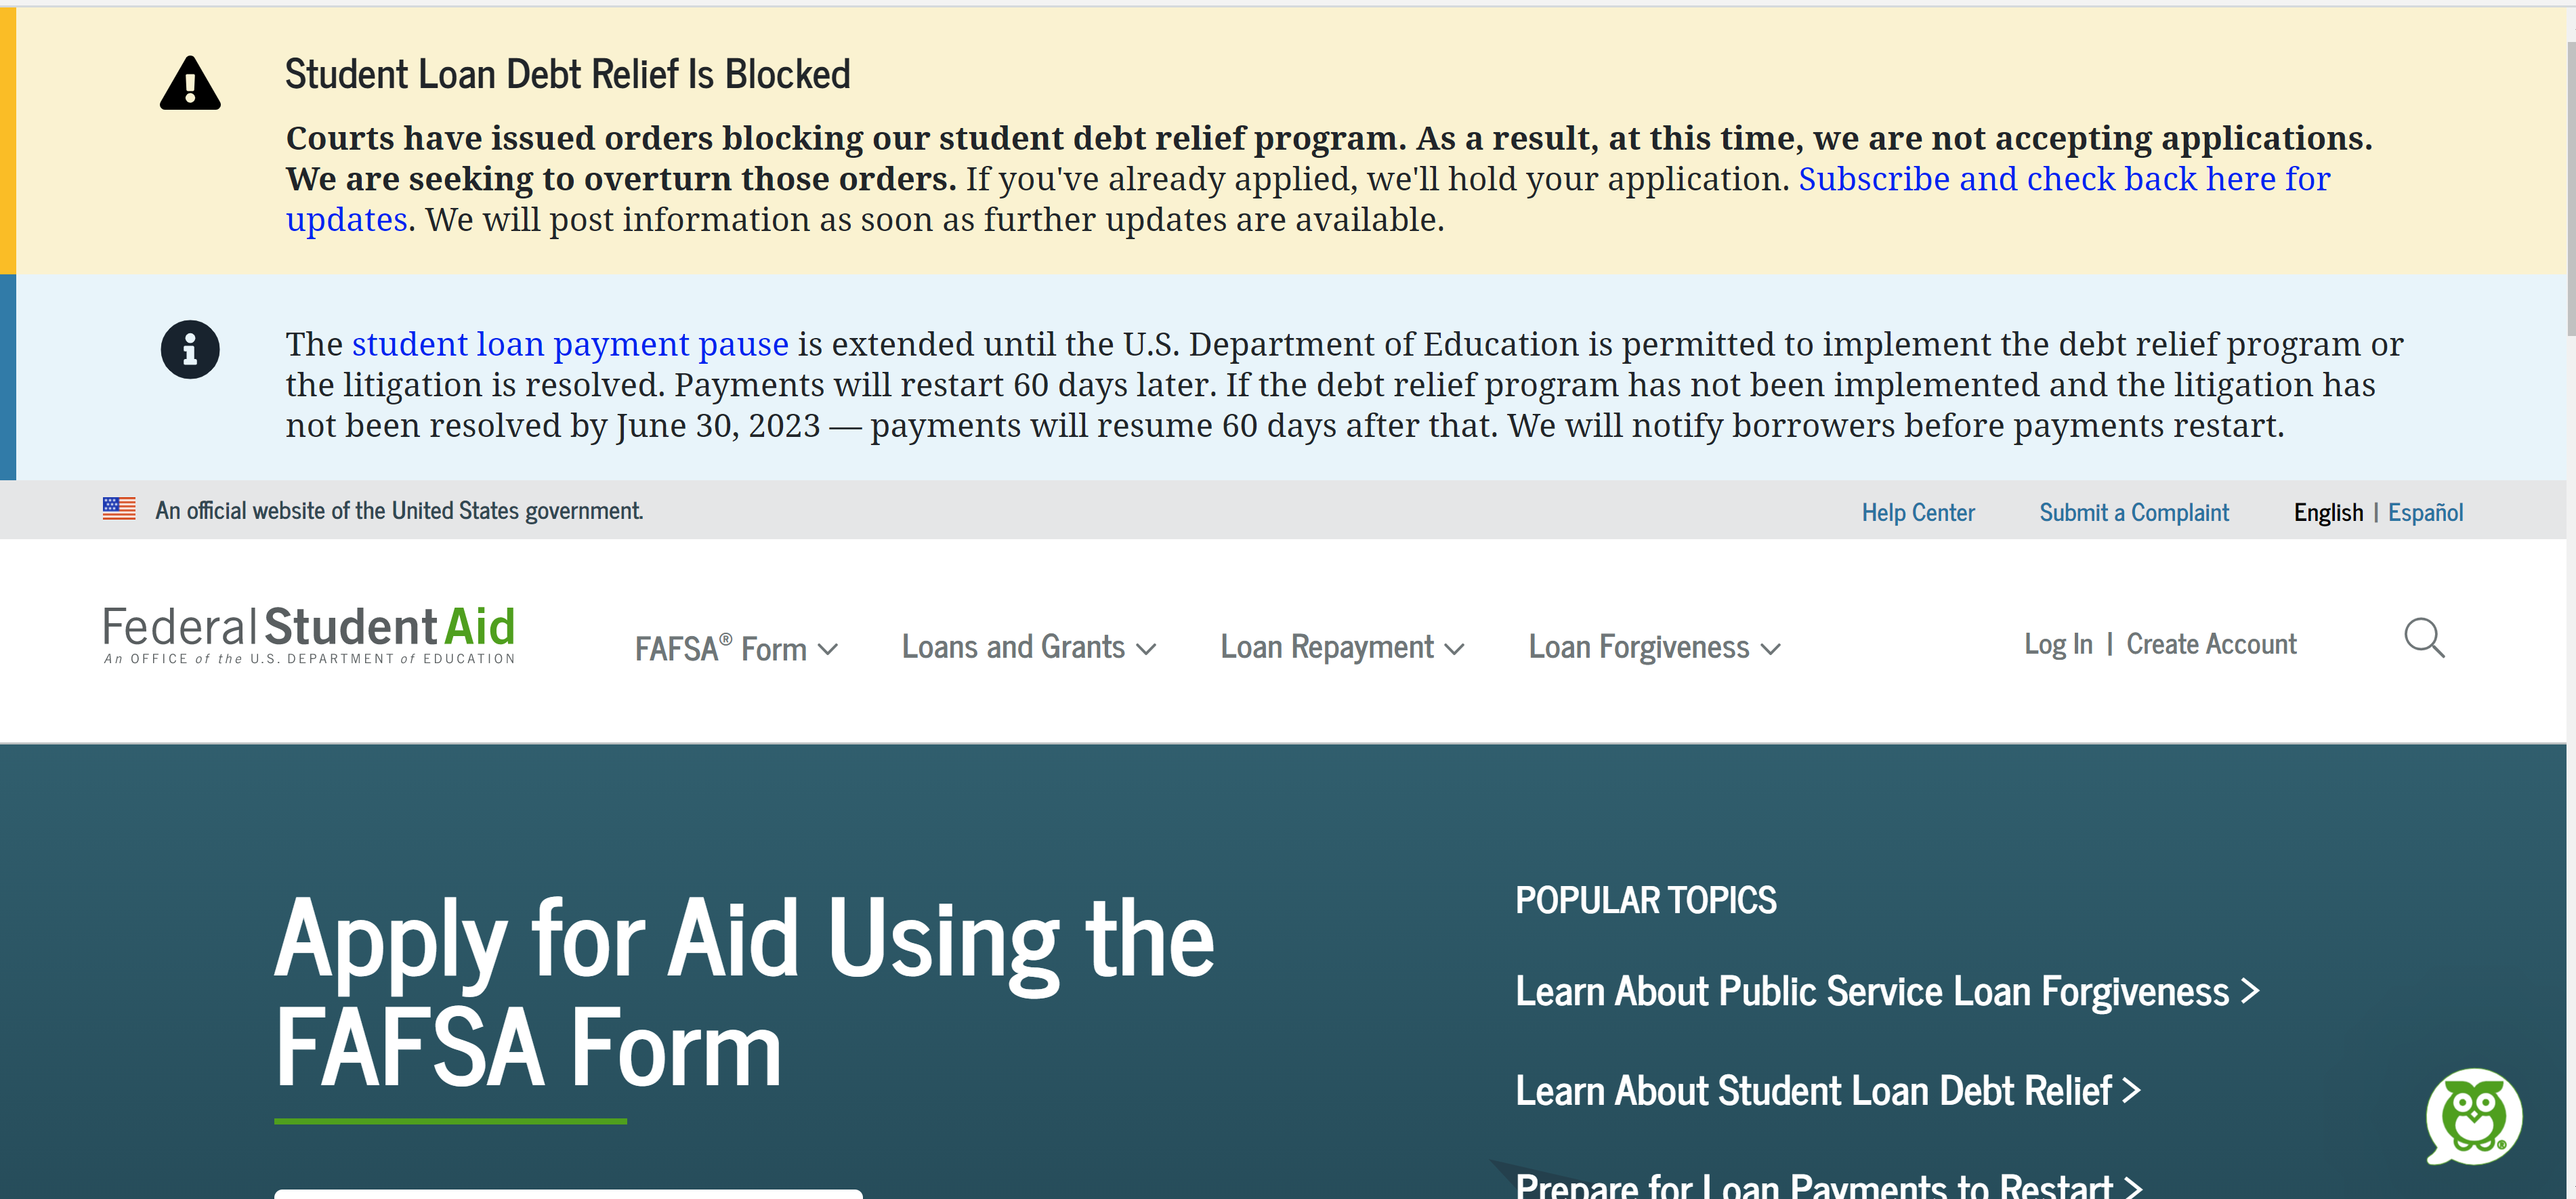 Student Loan Debt Relief Is Blocked
Courts have issued orders blocking our student debt relief program. As a result, at this time, we are not accepting applications.
We are seeking to overturn those orders. If you've already applied, we'll hold your application. Subscribe and check back here for
updates. We will post information as soon as further updates are available.
The student loan payment pause is extended until the U.S. Department of Education is permitted to implement the debt relief program or
the litigation is resolved. Payments will restart 60 days later. If the debt relief program has not been implemented and the litigation has
not been resolved by June 30, 2023 — payments will resume 60 days after that. We will notify borrowers before payments restart.
An official website of the United States government.
Help Center
Submit a Complaint
English | Español
Federal Student Aid
An OFFICE of the U.S. DEPARTMENT of EDUCATION
FAFSA® Form
Loans and Grants
Loan Repayment
Loan Forgiveness
Log In | Create Account
Apply for Aid Using the
FAFSA Form
POPULAR TOPICS
Learn About Public Service Loan Forgiveness
Learn About Student Loan Debt Relief
Prepare for Loan Payments to Restart